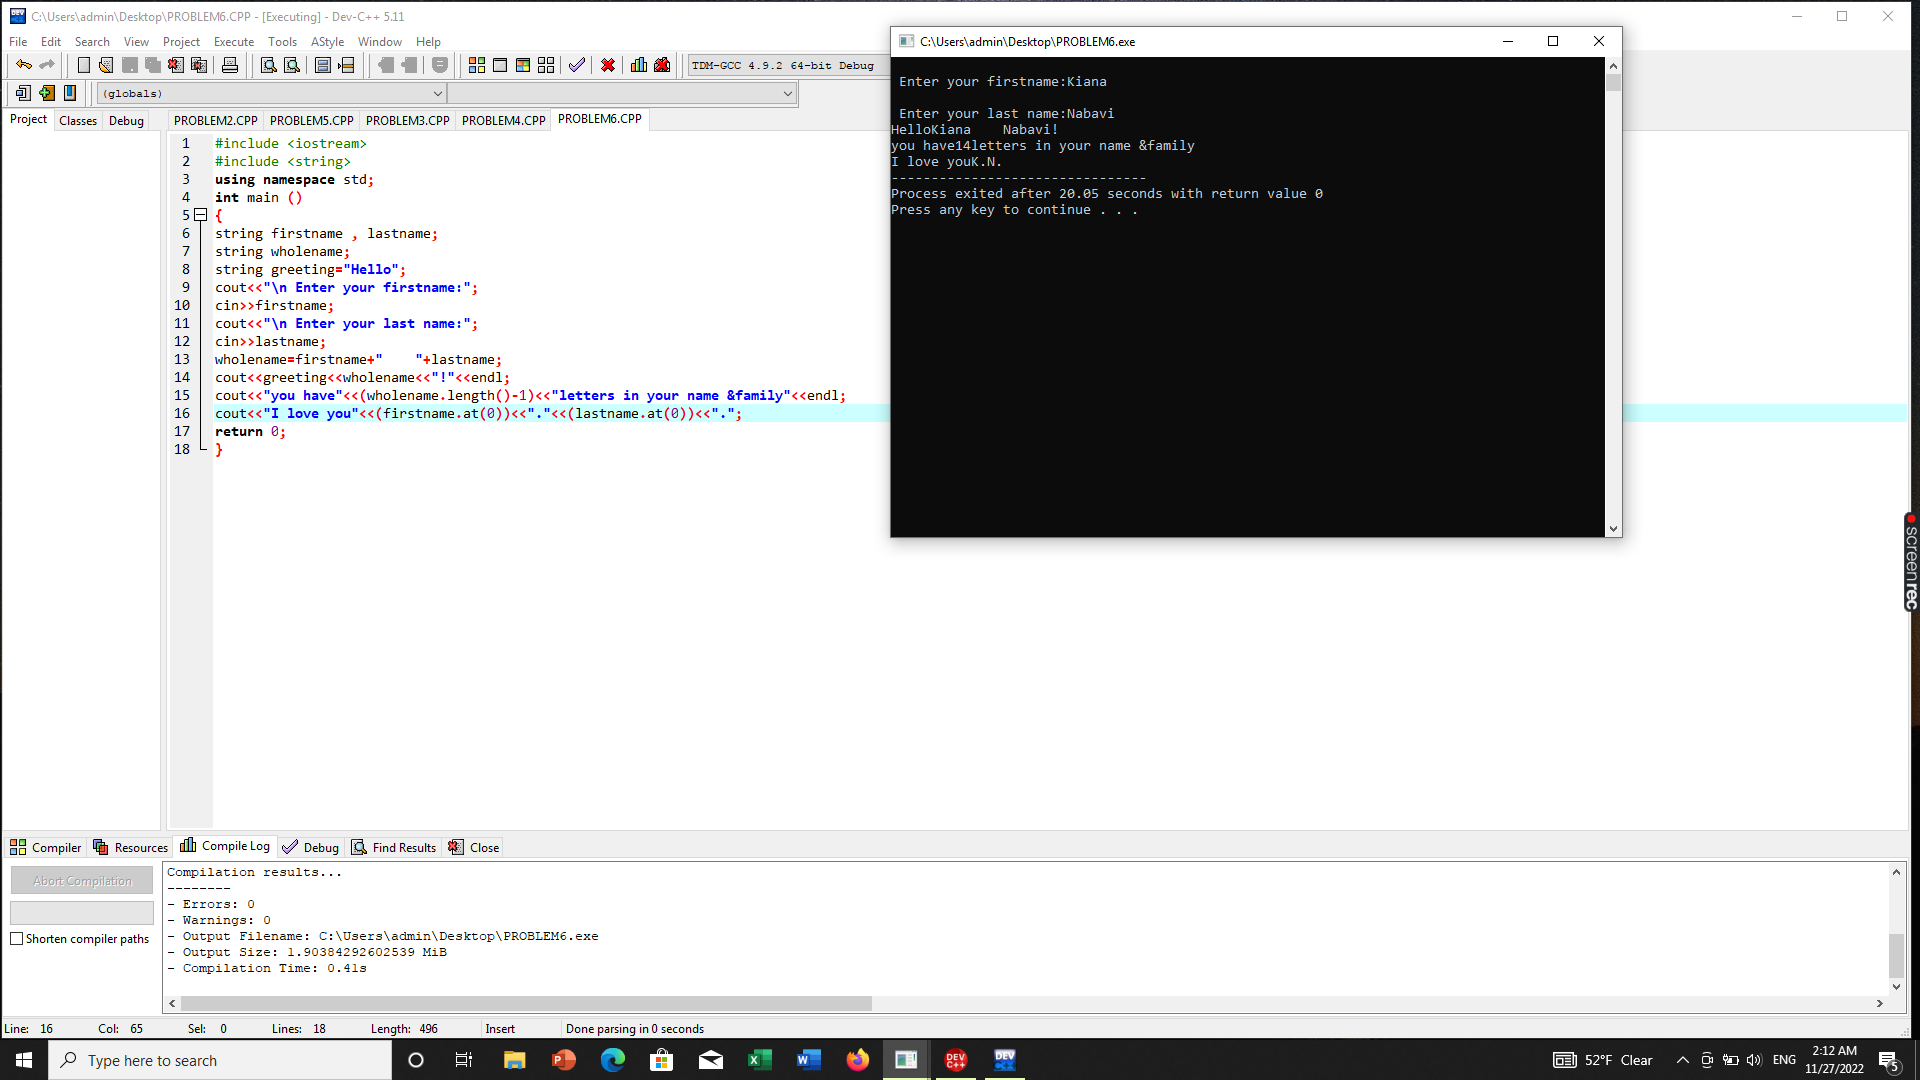 C:\Users\admin\Desktop\PROBLEM6.CPP - [Executing] - Dev-C++ 5.11
File Edit Search View Project Execute Tools AStyle Window Help
TDM-GCC 4.9.2 64-bit Debug
(globals)
Project Classes Debug
PROBLEM2.CPP PROBLEM5.CPP PROBLEM3.CPP PROBLEM4.CPP PROBLEM6.CPP
1 #include <iostream>
2 #include <string>
3 using namespace std;
4 int main ()
5 {
6 string firstname , lastname;
7 string wholename;
8 string greeting="Hello";
9 cout<<"\n Enter your firstname:";
10 cin>>firstname;
11 cout<<"\n Enter your last name:";
12 cin>>lastname;
13 wholename=firstname+"    "+lastname;
14 cout<<greeting<<wholename<<"!"<<endl;
15 cout<<"you have"<<(wholename.length()-1)<<"letters in your name &family"<<endl;
16 cout<<"I love you"<<(firstname.at(0))<<"."<<(lastname.at(0))<<".";
17 return 0;
18 }
C:\Users\admin\Desktop\PROBLEM6.exe
Enter your firstname:Kiana
Enter your last name:Nabavi
HelloKiana    Nabavi!
you have14letters in your name &family
I love youK.N.
--------------------------------
Process exited after 20.05 seconds with return value 0
Press any key to continue . . .
screenrec
Compiler Resources Compile Log Debug Find Results Close
Abort Compilation
Shorten compiler paths
Compilation results...
--------
- Errors: 0
- Warnings: 0
- Output Filename: C:\Users\admin\Desktop\PROBLEM6.exe
- Output Size: 1.90384292602539 MiB
- Compilation Time: 0.41s
Line: 16 Col: 65 Sel: 0 Lines: 18 Length: 496 Insert Done parsing in 0 seconds
Type here to search
52°F Clear
ENG
2:12 AM
11/27/2022
5